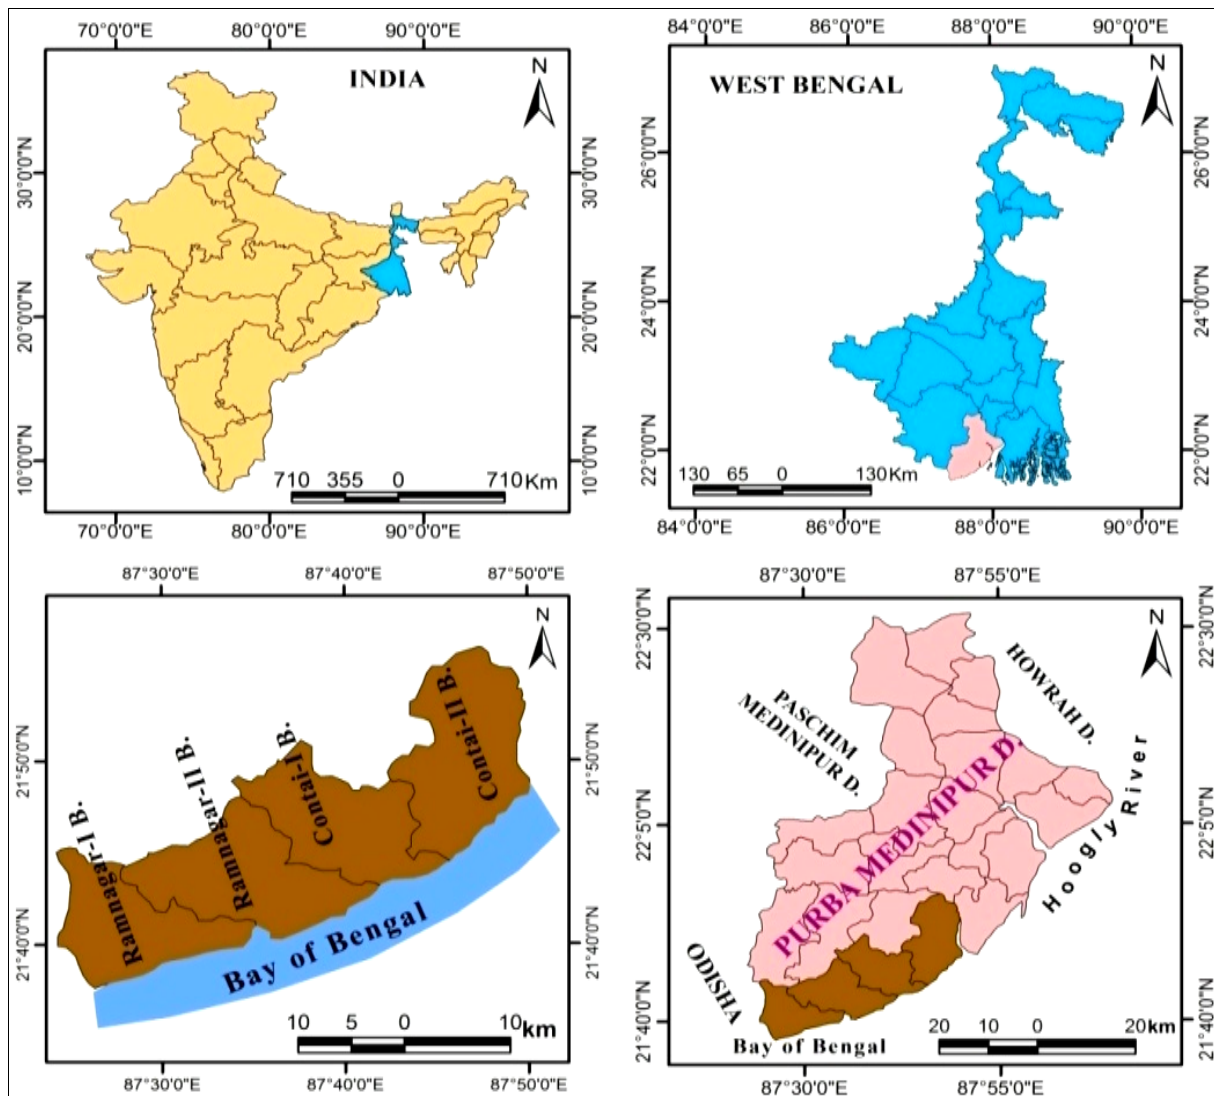 70°0'0"E 80°0'0"E 90°0'0"E
INDIA
N
30°0'0"N
20°0'0"N
10°0'0"N
30°0'0"N
20°0'0"N
10°0'0"N
710 355 0 710 Km
70°0'0"E 80°0'0"E 90°0'0"E
84°0'0"E 86°0'0"E 88°0'0"E 90°0'0"E
WEST BENGAL
N
26°0'0"N
24°0'0"N
22°0'0"N
26°0'0"N
24°0'0"N
22°0'0"N
130 65 0 130 Km
84°0'0"E 86°0'0"E 88°0'0"E 90°0'0"E
87°30'0"E 87°40'0"E 87°50'0"E
N
21°50'0"N
21°40'0"N
21°50'0"N
21°40'0"N
Ramnagar-I B.
Ramnagar-II B.
Contai-I B.
Contai-II B.
Bay of Bengal
10 5 0 10 km
87°30'0"E 87°40'0"E 87°50'0"E
87°30'0"E 87°55'0"E
N
22°30'0"N
22°5'0"N
21°40'0"N
22°30'0"N
22°5'0"N
21°40'0"N
PASCHIM
MEDINIPUR D.
HOWRAH D.
PURBA MEDINIPUR D.
Hoogly River
ODISHA
Bay of Bengal
20 10 0 20 km
87°30'0"E 87°55'0"E